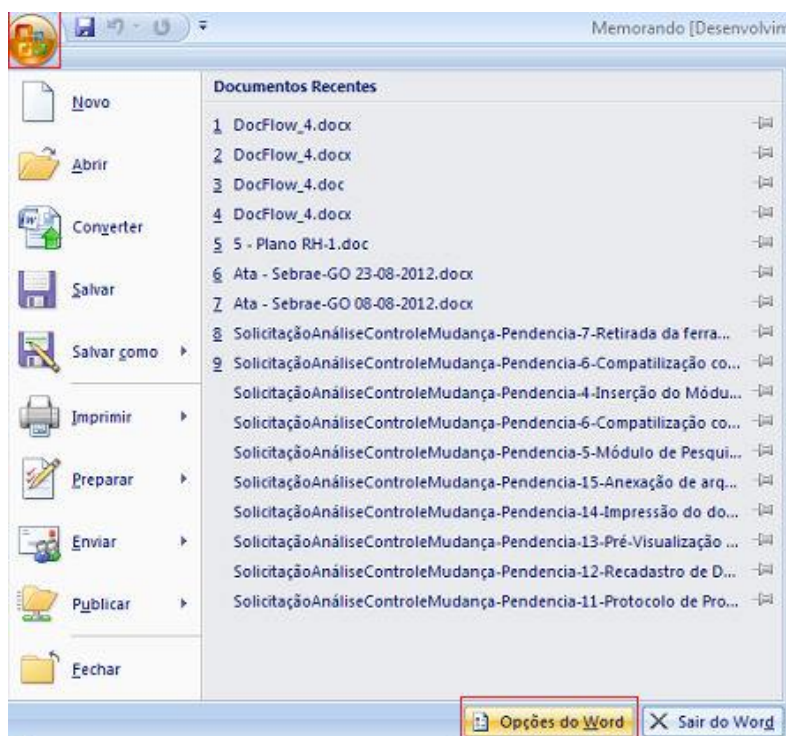 Memorando [Desenvolvim
Novo
Abrir
Converter
Salvar
Salvar como
Imprimir
Preparar
Enviar
Publicar
Fechar
Documentos Recentes
1 DocFlow_4.docx
2 DocFlow_4.docx
3 DocFlow_4.doc
4 DocFlow_4.docx
5 5 - Plano RH-1.doc
6 Ata - Sebrae-GO 23-08-2012.docx
7 Ata - Sebrae-GO 08-08-2012.docx
8 SolicitaçãoAnáliseControleMudança-Pendencia-7-Retirada da ferra...
9 SolicitaçãoAnáliseControleMudança-Pendencia-6-Compatilização co...
SolicitaçãoAnáliseControleMudança-Pendencia-4-Inserção do Módu...
SolicitaçãoAnáliseControleMudança-Pendencia-6-Compatilização co...
SolicitaçãoAnáliseControleMudança-Pendencia-5-Módulo de Pesqui...
SolicitaçãoAnáliseControleMudança-Pendencia-15-Anexação de arq...
SolicitaçãoAnáliseControleMudança-Pendencia-14-Impressão do do...
SolicitaçãoAnáliseControleMudança-Pendencia-13-Pré-Visualização ...
SolicitaçãoAnáliseControleMudança-Pendencia-12-Recadastro de D...
SolicitaçãoAnáliseControleMudança-Pendencia-11-Protocolo de Pro...
Opções do Word
Sair do Word